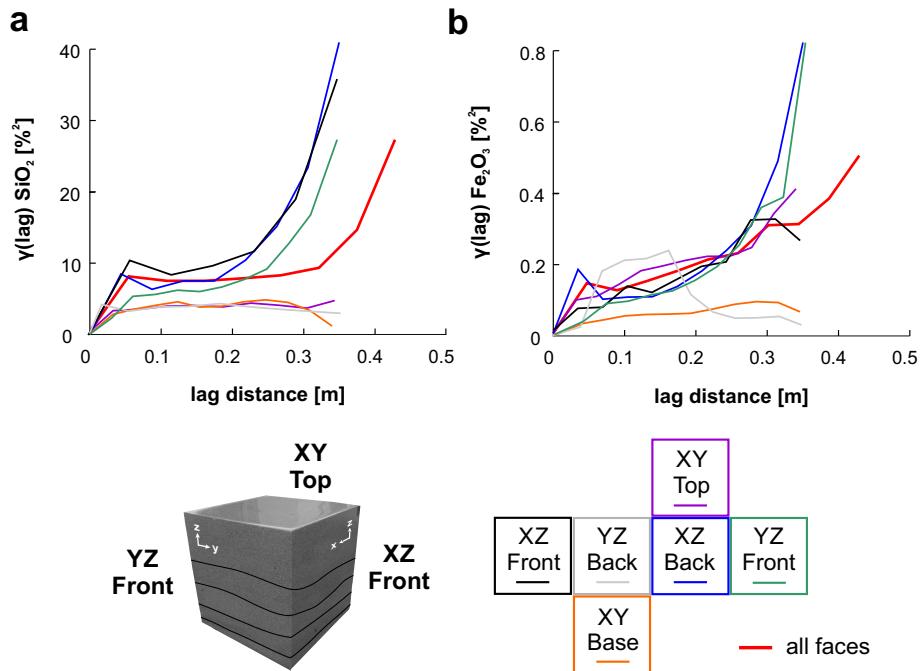 a
γ(lag) SiO₂ [%²]
40
30
20
10
0
0
0.1
0.2
0.3
0.4
0.5
lag distance [m]
b
γ(lag) Fe₂O₃ [%²]
0.8
0.6
0.4
0.2
0
0
0.1
0.2
0.3
0.4
0.5
lag distance [m]
XY
Top
YZ
Front
XZ
Front
z
y
z
x
XY
Top
XZ
Front
YZ
Back
XZ
Back
YZ
Front
XY
Base
all faces